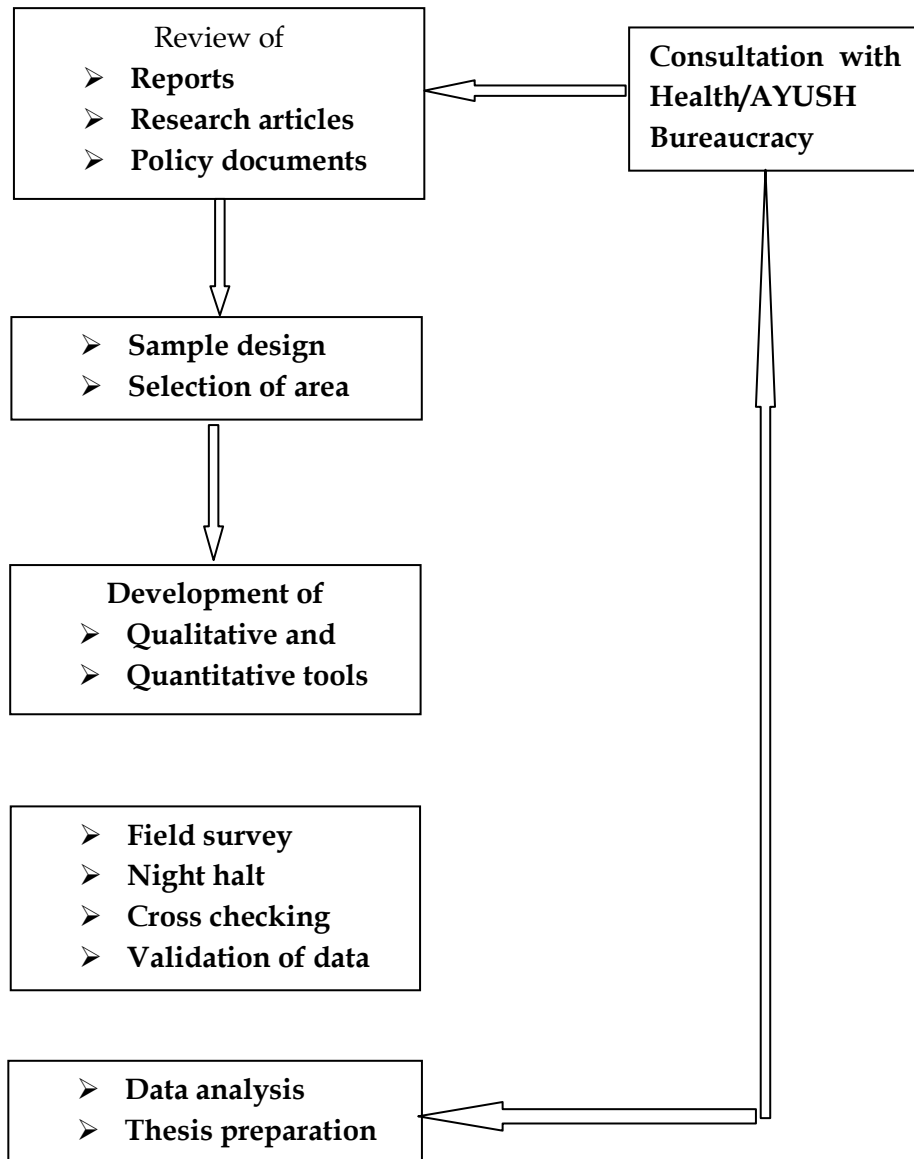 Review of
➢ Reports
➢ Research articles
➢ Policy documents
Consultation with
Health/AYUSH
Bureaucracy
➢ Sample design
➢ Selection of area
Development of
➢ Qualitative and
➢ Quantitative tools
➢ Field survey
➢ Night halt
➢ Cross checking
➢ Validation of data
➢ Data analysis
➢ Thesis preparation